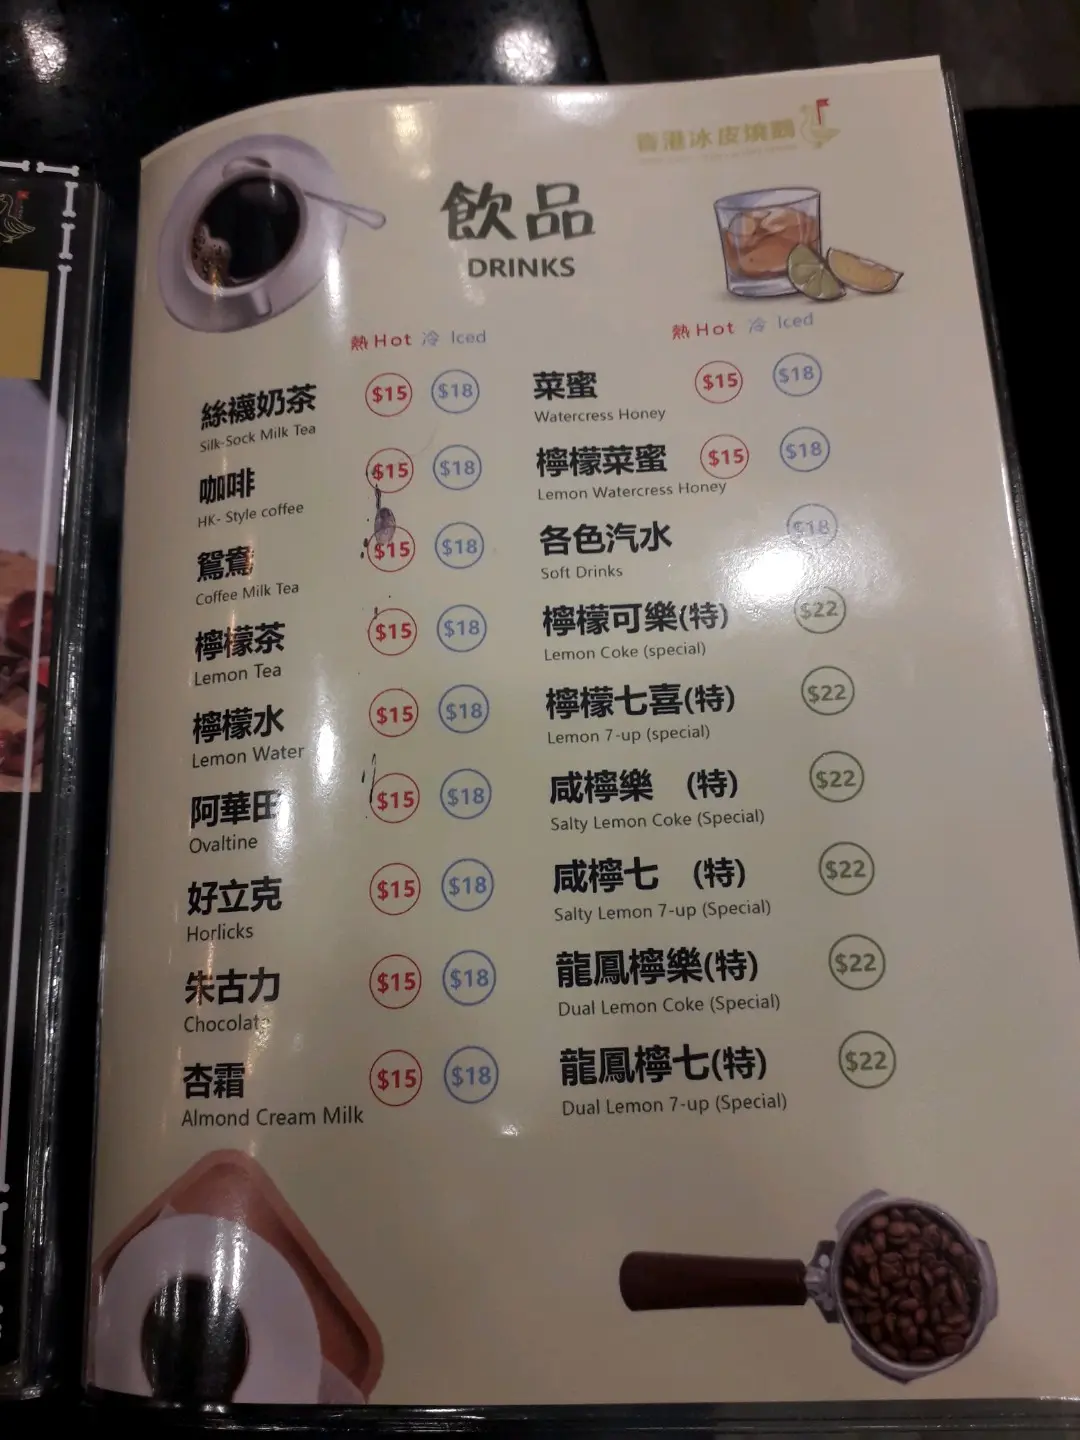 香港冰皮燒鵝
飲品
DRINKS
熱 Hot 冷 Iced
絲襪奶茶 $15 $18
Silk-Sock Milk Tea
咖啡 $15 $18
HK- Style coffee
鴛鴦 $15 $18
Coffee Milk Tea
檸檬茶 $15 $18
Lemon Tea
檸檬水 $15 $18
Lemon Water
阿華田 $15 $18
Ovaltine
好立克 $15 $18
Horlicks
朱古力 $15 $18
Chocolate
杏霜 $15 $18
Almond Cream Milk
熱 Hot 冷 Iced
菜蜜 $15 $18
Watercress Honey
檸檬菜蜜 $15 $18
Lemon Watercress Honey
各色汽水 $18
Soft Drinks
檸檬可樂(特) $22
Lemon Coke (special)
檸檬七喜(特) $22
Lemon 7-up (special)
咸檸樂 (特) $22
Salty Lemon Coke (Special)
咸檸七 (特) $22
Salty Lemon 7-up (Special)
龍鳳檸樂(特) $22
Dual Lemon Coke (Special)
龍鳳檸七(特) $22
Dual Lemon 7-up (Special)